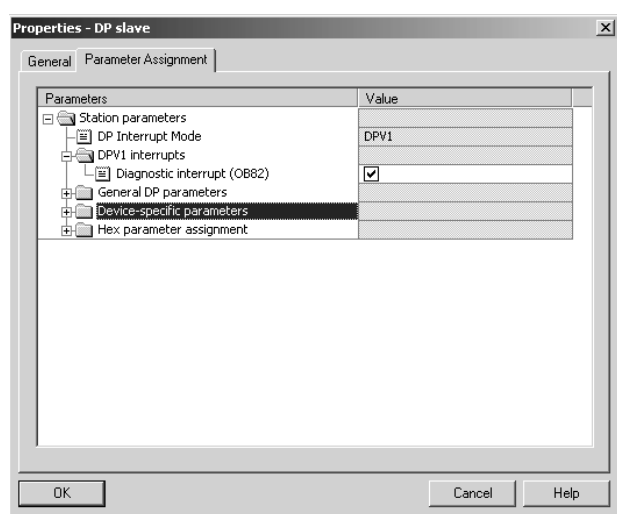 Properties - DP slave
General Parameter Assignment
Parameters Value
Station parameters
DP Interrupt Mode DPV1
DPV1 interrupts
Diagnostic interrupt (OB82)
General DP parameters
Device-specific parameters
Hex parameter assignment
OK Cancel Help